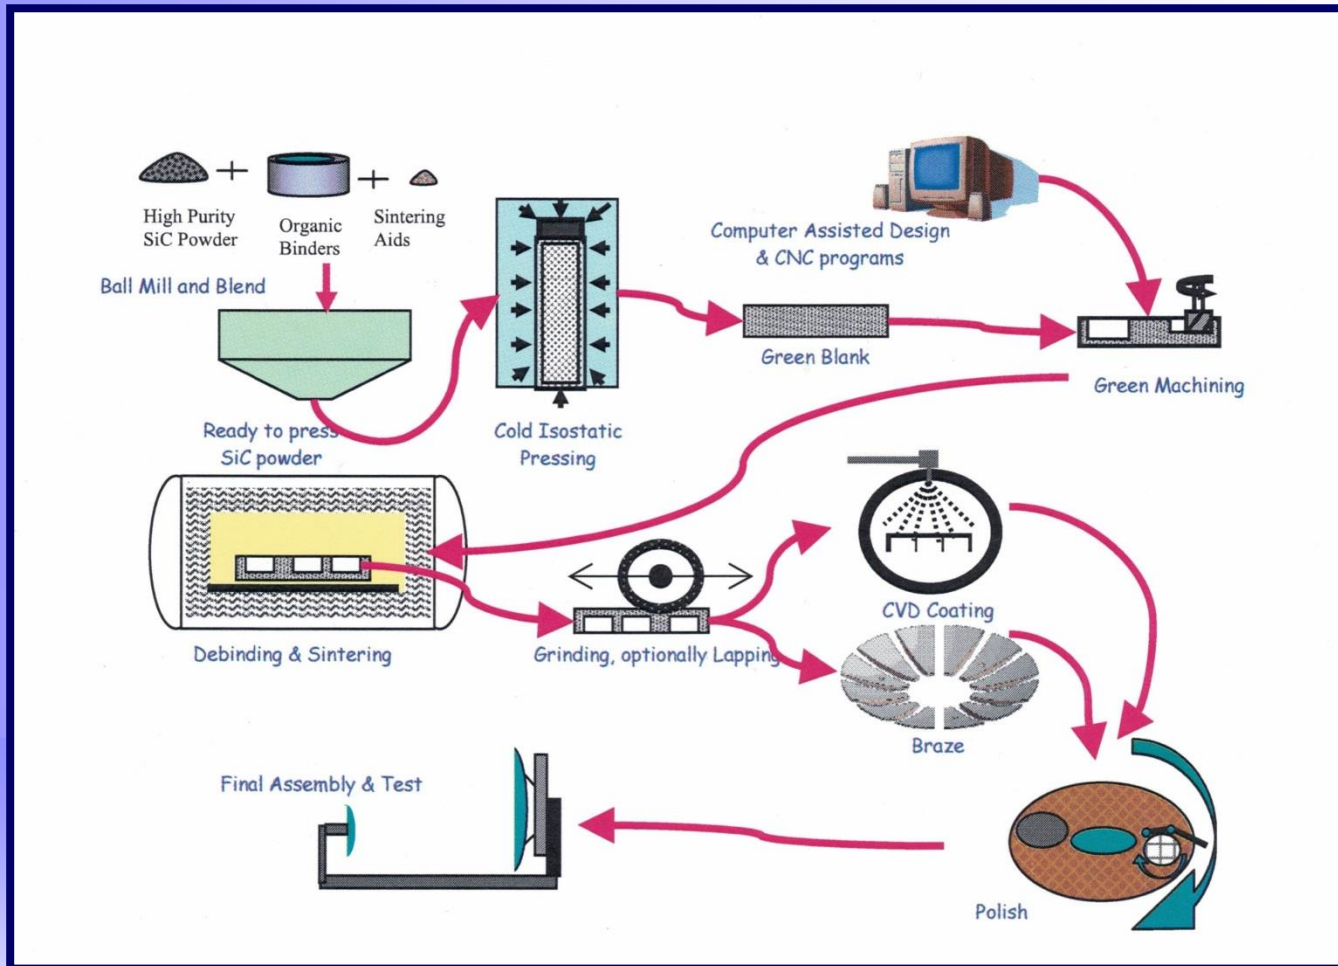 High Purity
SiC Powder
Organic
Binders
Sintering
Aids
Ball Mill and Blend
Ready to press
SiC powder
Cold Isostatic
Pressing
Computer Assisted Design
& CNC programs
Green Blank
Green Machining
Debinding & Sintering
Grinding, optionally Lapping
CVD Coating
Braze
Final Assembly & Test
Polish